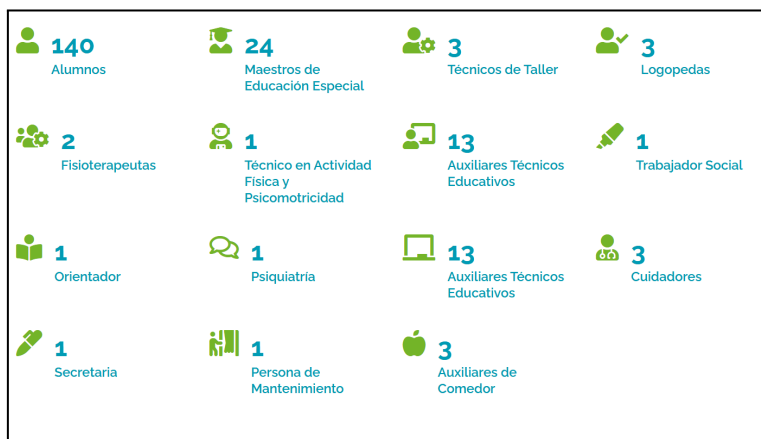 140
Alumnos
24
Maestros de
Educación Especial
3
Técnicos de Taller
3
Logopedas
2
Fisioterapeutas
1
Técnico en Actividad
Física y
Psicomotricidad
13
Auxiliares Técnicos
Educativos
1
Trabajador Social
1
Orientador
1
Psiquiatría
13
Auxiliares Técnicos
Educativos
3
Cuidadores
1
Secretaria
1
Persona de
Mantenimiento
3
Auxiliares de
Comedor